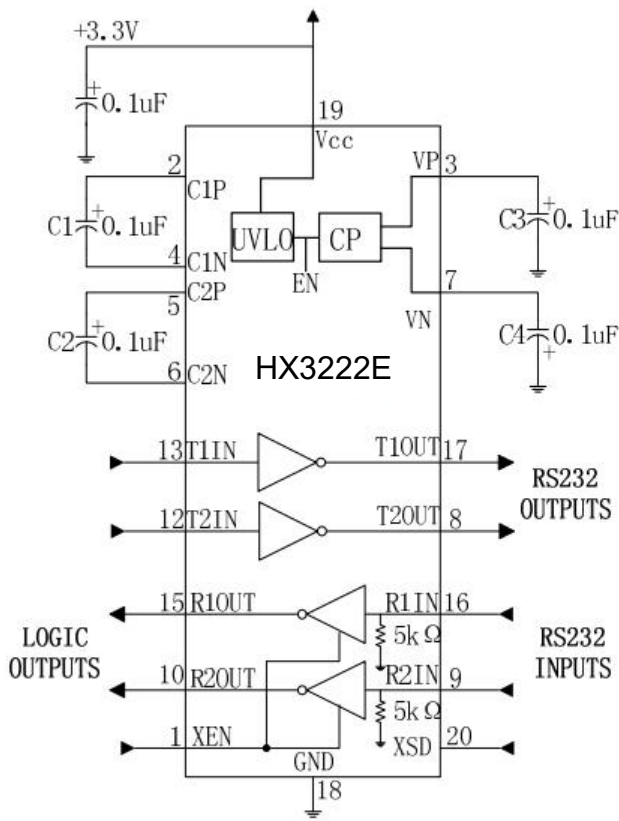 +3.3V
+
0.1uF
19
Vcc
2
C1P
VP
3
C1
+
0.1uF
UVLO
CP
C3
+
0.1uF
4
C1N
EN
7
5
C2P
VN
C2
+
0.1uF
C4
0.1uF
+
6
C2N
HX3222E
13
T1IN
T1OUT
17
RS232
OUTPUTS
12
T2IN
T2OUT
8
15
R1OUT
R1IN
16
5kΩ
LOGIC
OUTPUTS
RS232
INPUTS
10
R2OUT
R2IN
9
5kΩ
1
XEN
XSD
20
GND
18